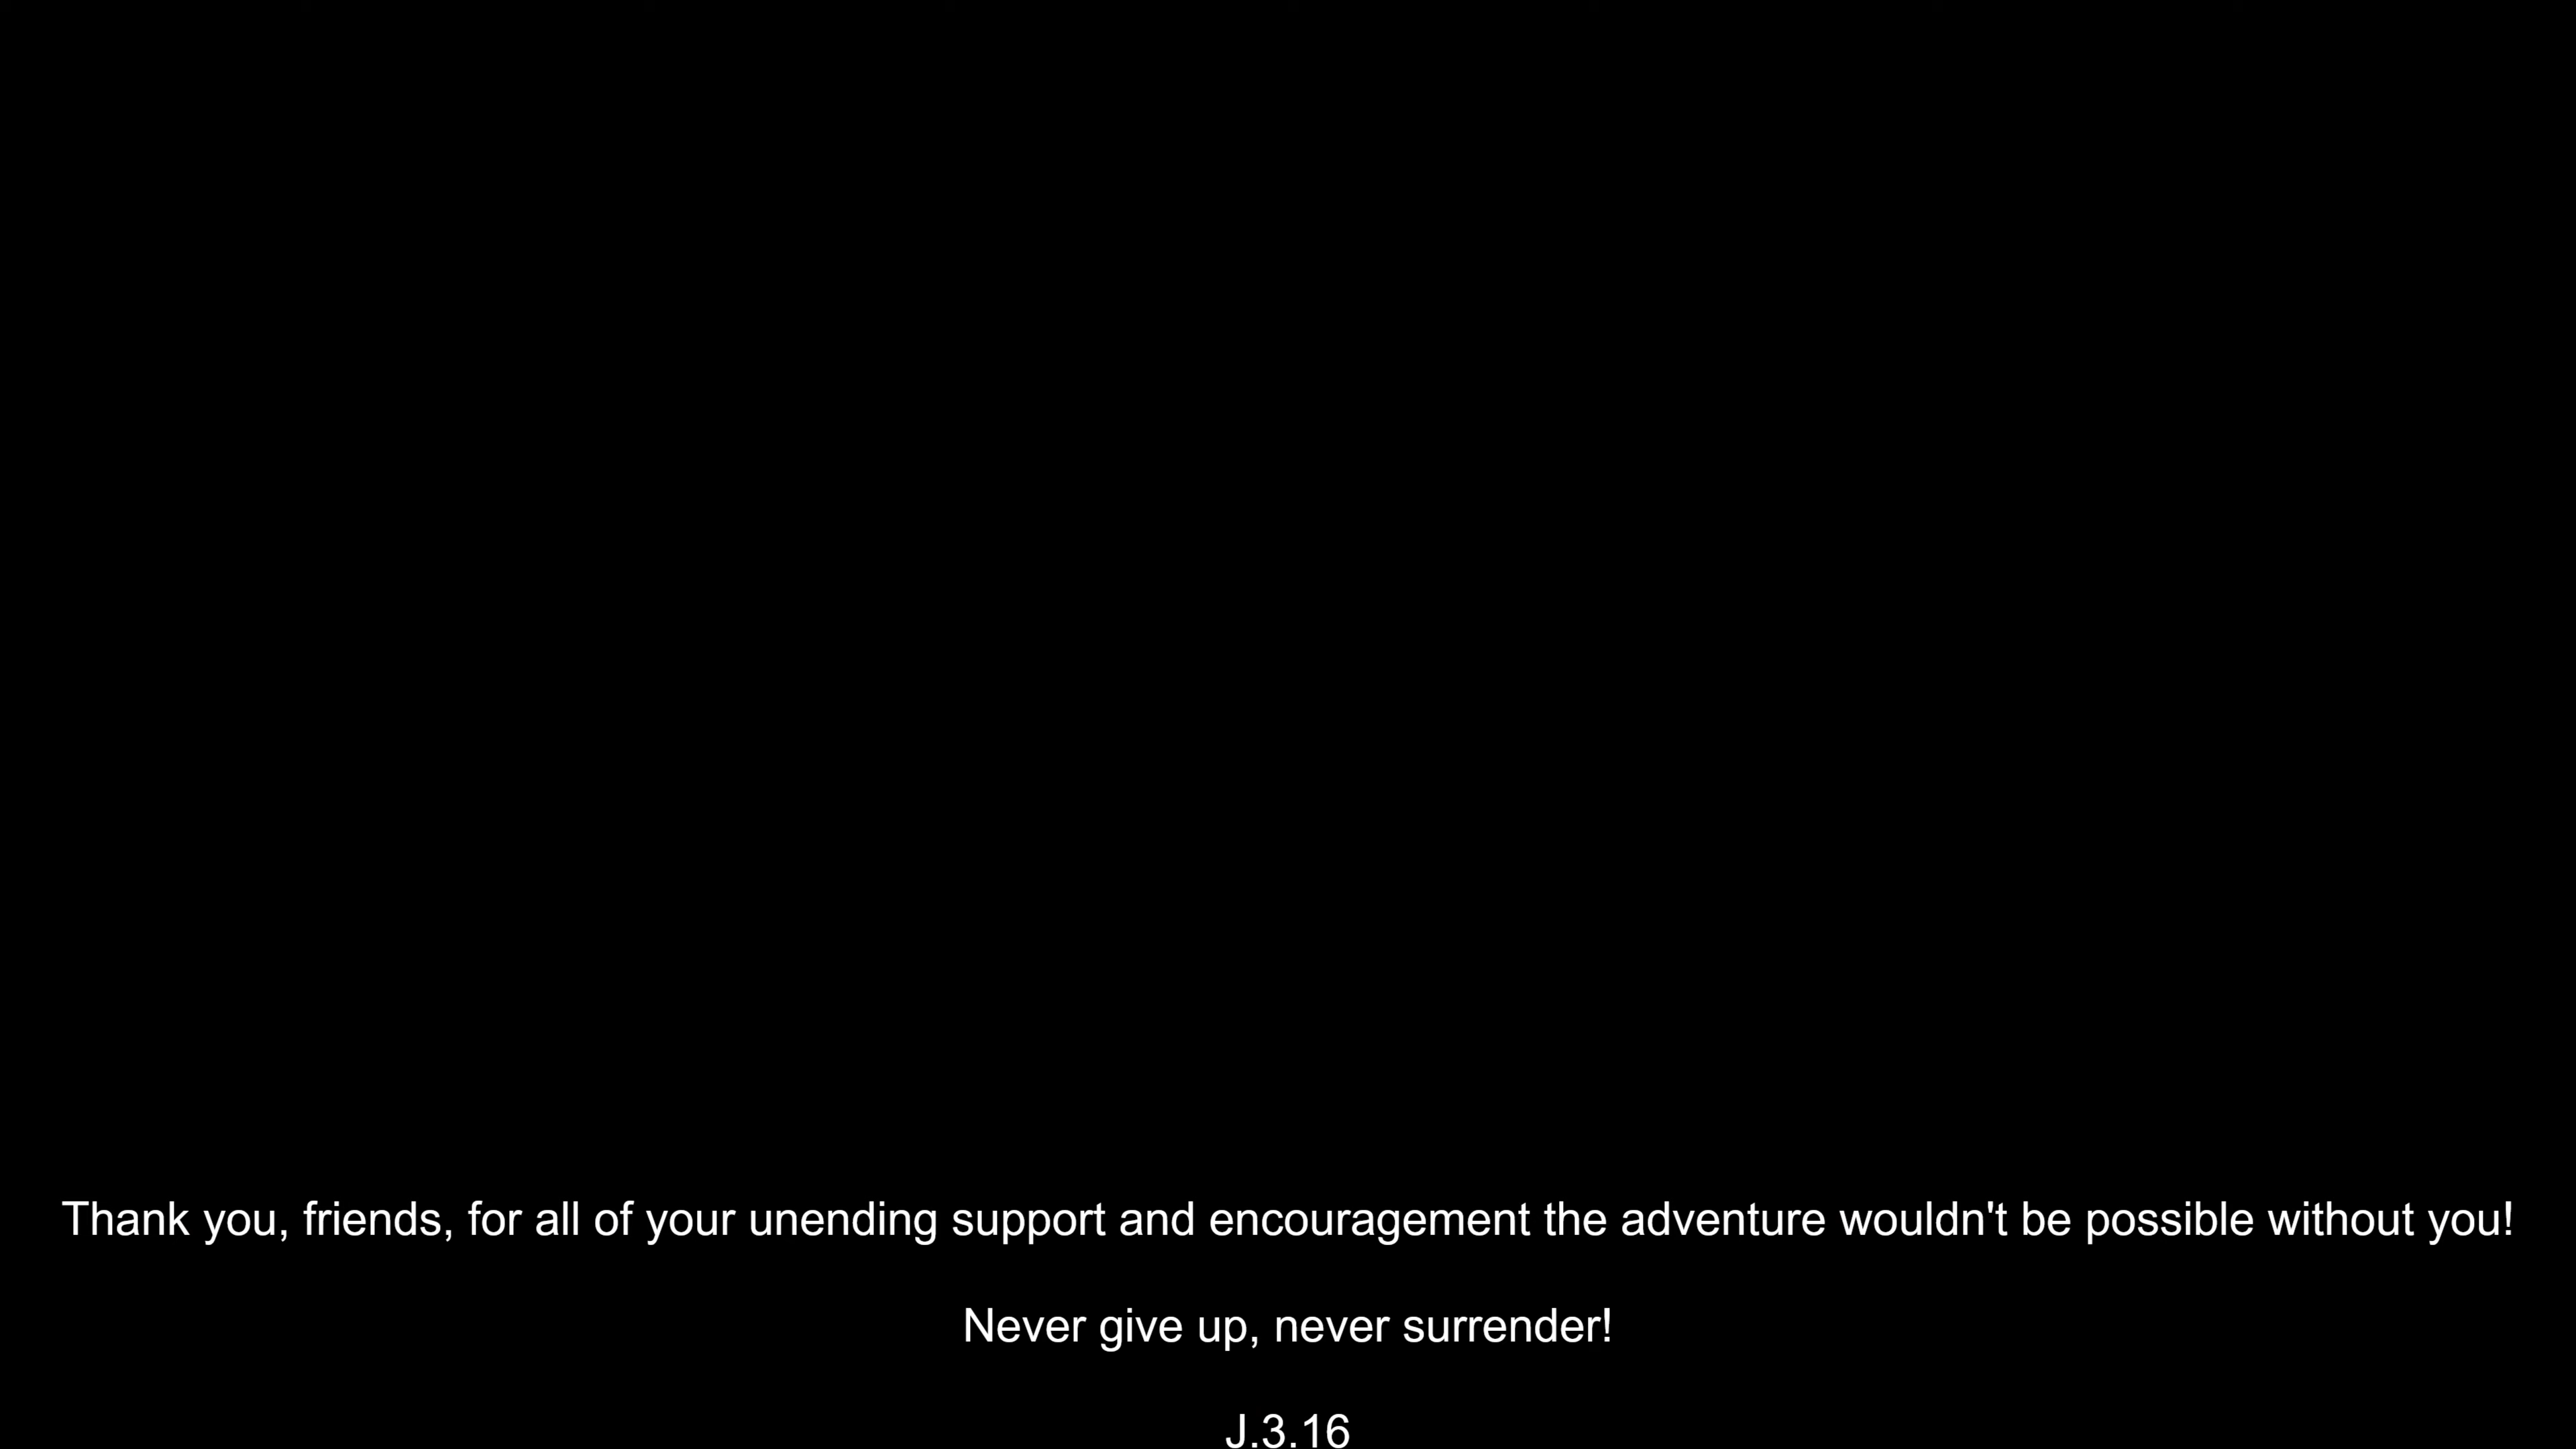 Thank you, friends, for all of your unending support and encouragement the adventure wouldn't be possible without you!
Never give up, never surrender!
J.3.16